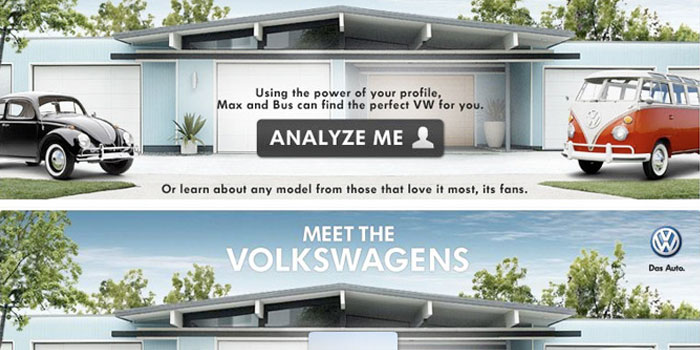 Using the power of your profile,
Max and Bus can find the perfect VW for you.
ANALYZE ME
Or learn about any model from those that love it most, its fans.
MEET THE
VOLKSWAGENS
Das Auto.